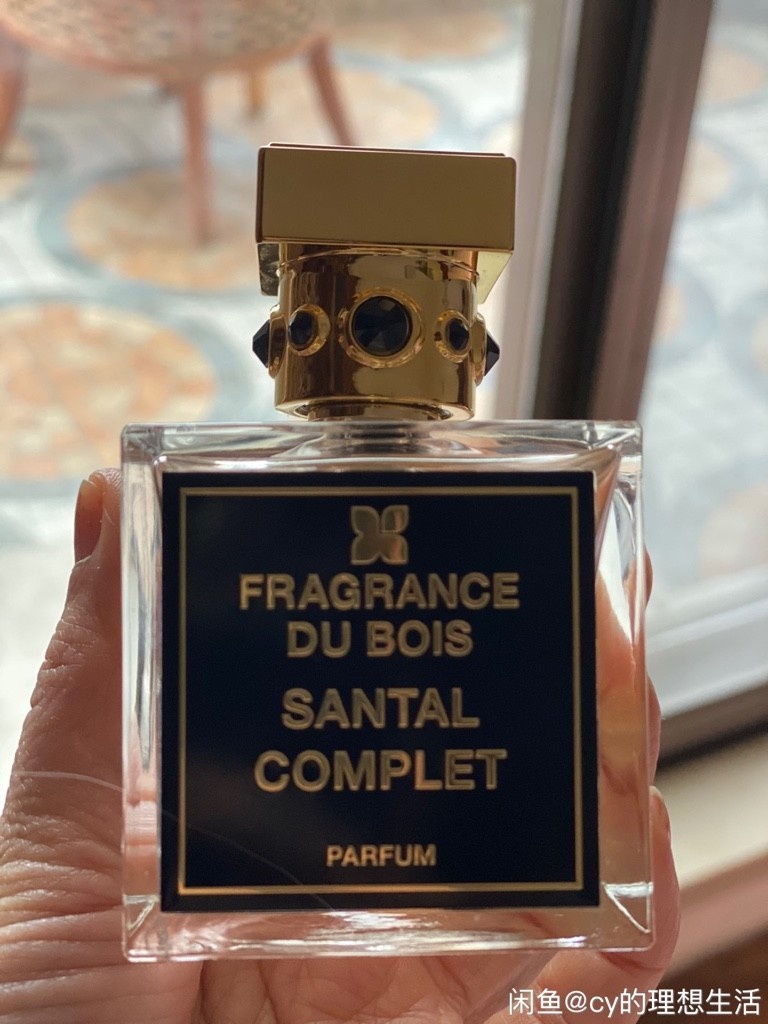 FRAGRANCE
DU BOIS
SANTAL
COMPLET
PARFUM
闲鱼@cy的理想生活